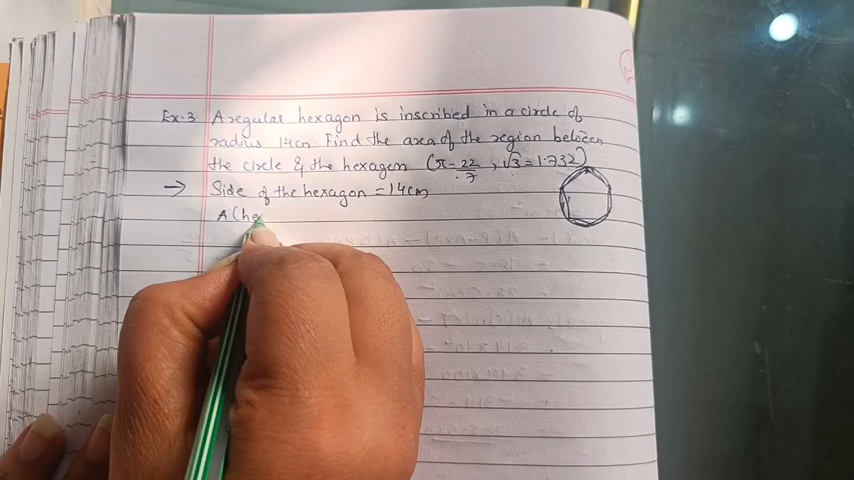 Ex.3 A regular hexagon is inscribed in a circle of
radius 14cm Find the area of the region between
the circle & the hexagon (π = 22/7, √3 = 1.732)
→ Side of the hexagon = 14cm
A(he